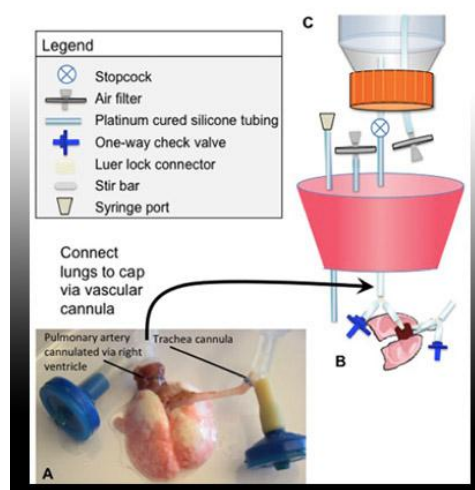 C
Legend
Stopcock
Air filter
Platinum cured silicone tubing
One-way check valve
Luer lock connector
Stir bar
Syringe port
Connect
lungs to cap
via vascular
cannula
Pulmonary artery
cannulated via right
ventricle
Trachea cannula
B
A